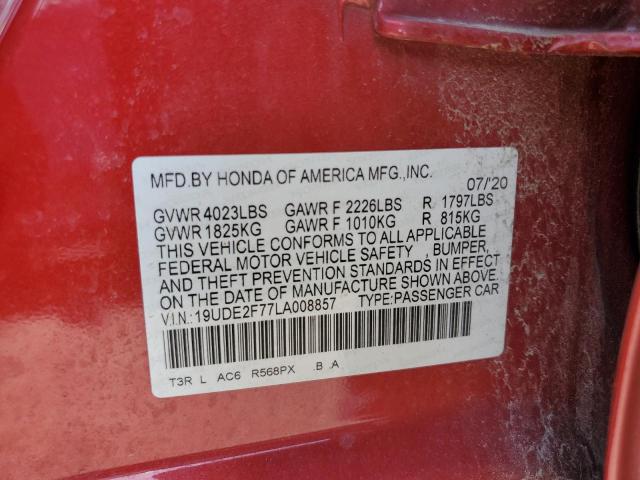 MFD.BY HONDA OF AMERICA MFG.,INC. 07/'20
GVWR 4023LBS GAWR F 2226LBS R 1797LBS
GVWR 1825KG GAWR F 1010KG R 815KG
THIS VEHICLE CONFORMS TO ALL APPLICABLE
FEDERAL MOTOR VEHICLE SAFETY , BUMPER,
AND THEFT PREVENTION STANDARDS IN EFFECT
ON THE DATE OF MANUFACTURE SHOWN ABOVE.
V.I.N.: 19UDE2F77LA008857 TYPE:PASSENGER CAR
T3R L AC6 R568PX .B .A